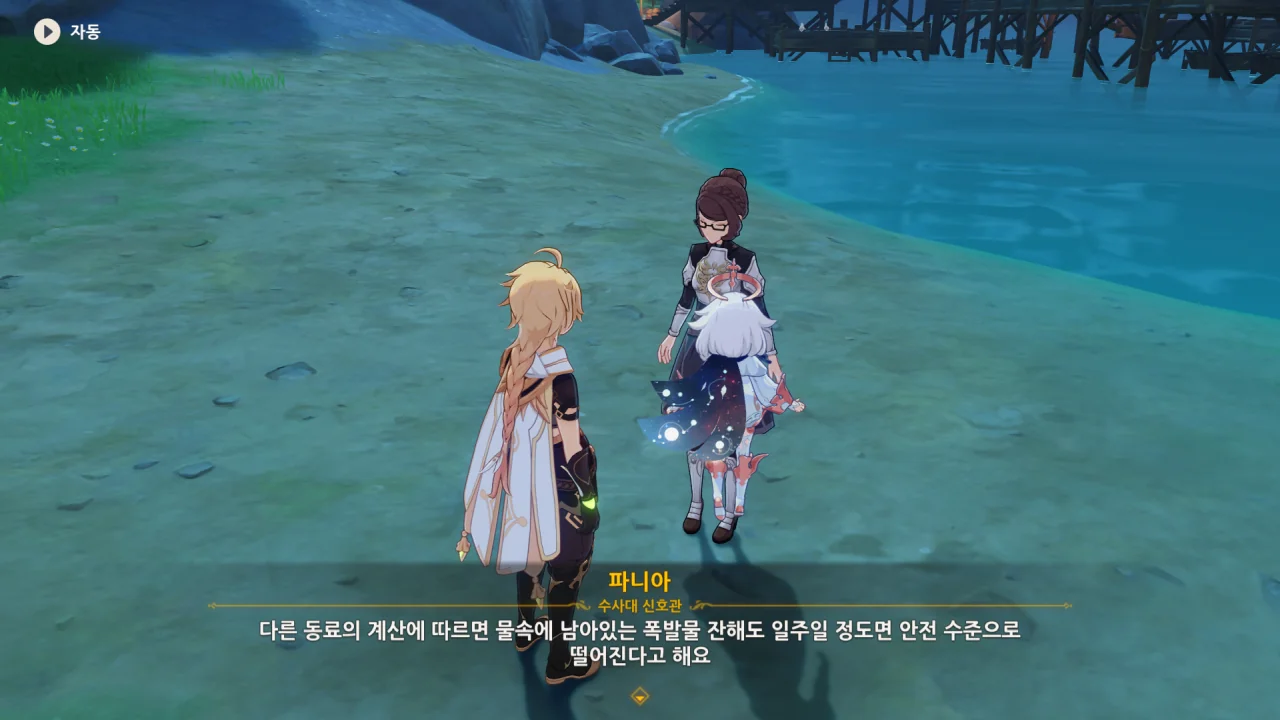 자동
파니아
수사대 신호관
다른 동료의 계산에 따르면 물속에 남아있는 폭발물 잔해도 일주일 정도면 안전 수준으로
떨어진다고 해요